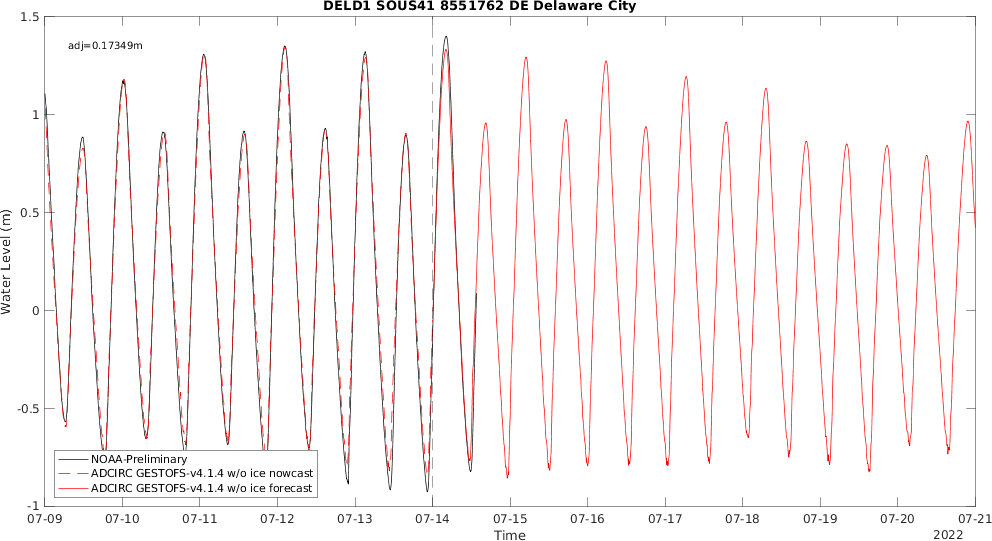 DELD1 SOUS41 8551762 DE Delaware City
adj=0.17349m
1.5
1
0.5
0
-0.5
-1
Water Level (m)
NOAA-Preliminary
ADCIRC GESTOFS-v4.1.4 w/o ice nowcast
ADCIRC GESTOFS-v4.1.4 w/o ice forecast
07-09 07-10 07-11 07-12 07-13 07-14 07-15 07-16 07-17 07-18 07-19 07-20 07-21
Time
2022